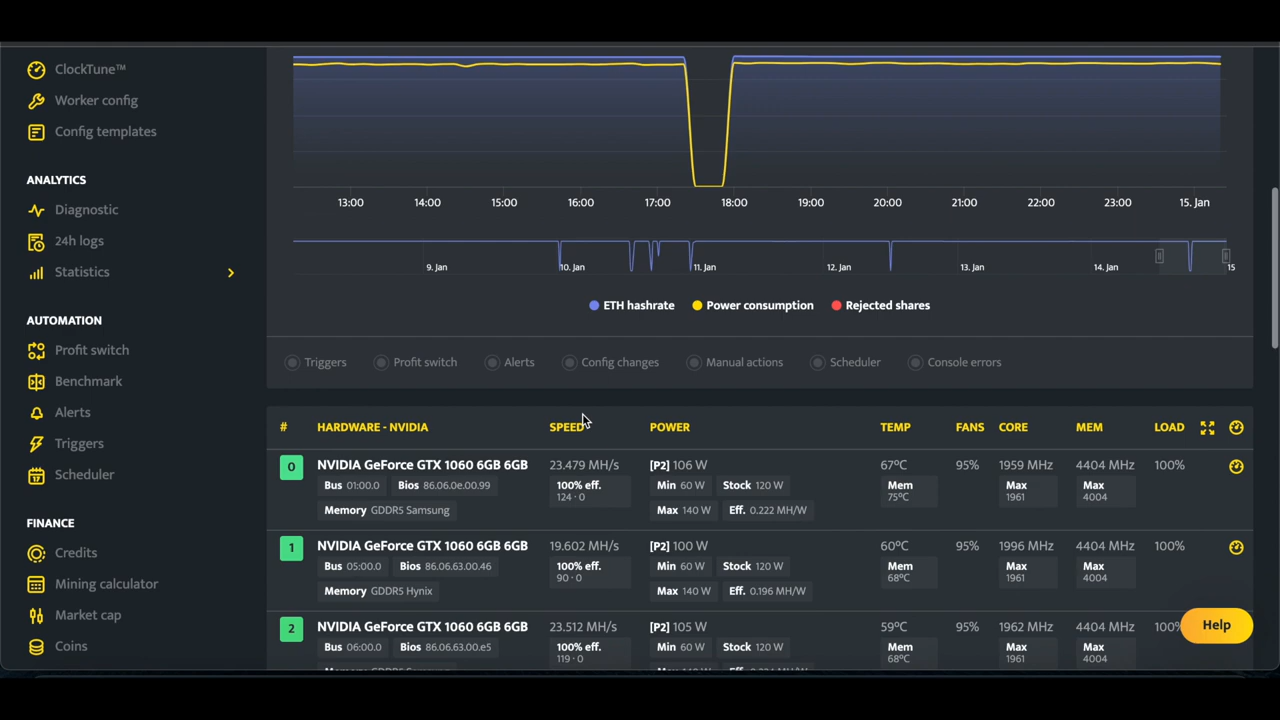 ClockTune™
Worker config
Config templates
ANALYTICS
Diagnostic
24h logs
Statistics
AUTOMATION
Profit switch
Benchmark
Alerts
Triggers
Scheduler
17
FINANCE
Credits
Mining calculator
Market cap
Coins
13:00 14:00 15:00 16:00 17:00 18:00 19:00 20:00 21:00 22:00 23:00 15. Jan
9. Jan 10. Jan 11. Jan 12. Jan 13. Jan 14. Jan 15
ETH hashrate Power consumption Rejected shares
Triggers Profit switch Alerts Config changes Manual actions Scheduler Console errors
# HARDWARE - NVIDIA SPEED POWER TEMP FANS CORE MEM LOAD
0 NVIDIA GeForce GTX 1060 6GB 6GB 23.479 MH/s [P2] 106 W 67°C 95% 1959 MHz 4404 MHz 100%
Bus 01:00.0 Bios 86.06.0e.00.99 100% eff. Min 60 W Stock 120 W Mem Max Max
124 · 0 75°C 1961 4004
Memory GDDR5 Samsung Max 140 W Eff. 0.222 MH/W
1 NVIDIA GeForce GTX 1060 6GB 6GB 19.602 MH/s [P2] 100 W 60°C 95% 1996 MHz 4404 MHz 100%
Bus 05:00.0 Bios 86.06.63.00.46 100% eff. Min 60 W Stock 120 W Mem Max Max
90 · 0 68°C 1961 4004
Memory GDDR5 Hynix Max 140 W Eff. 0.196 MH/W
2 NVIDIA GeForce GTX 1060 6GB 6GB 23.512 MH/s [P2] 105 W 59°C 95% 1962 MHz 4404 MHz 100%
Bus 06:00.0 Bios 86.06.63.00.e5 100% eff. Min 60 W Stock 120 W Mem Max Max
119 · 0 68°C 1961 4004
Help